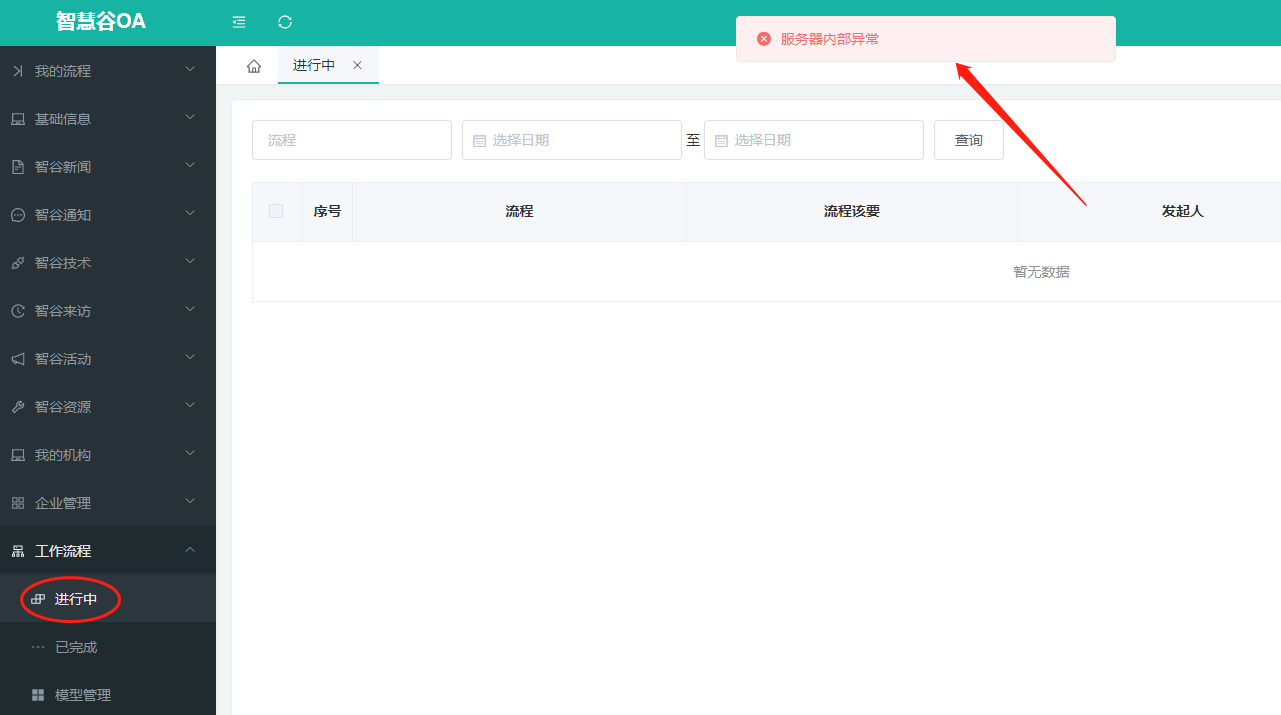 智慧谷OA
服务器内部异常
进行中
我的流程
基础信息
智谷新闻
智谷通知
智谷技术
智谷来访
智谷活动
智谷资源
我的机构
企业管理
工作流程
进行中
已完成
模型管理
流程 选择日期 至 选择日期 查询
序号 流程 流程该要 发起人
暂无数据